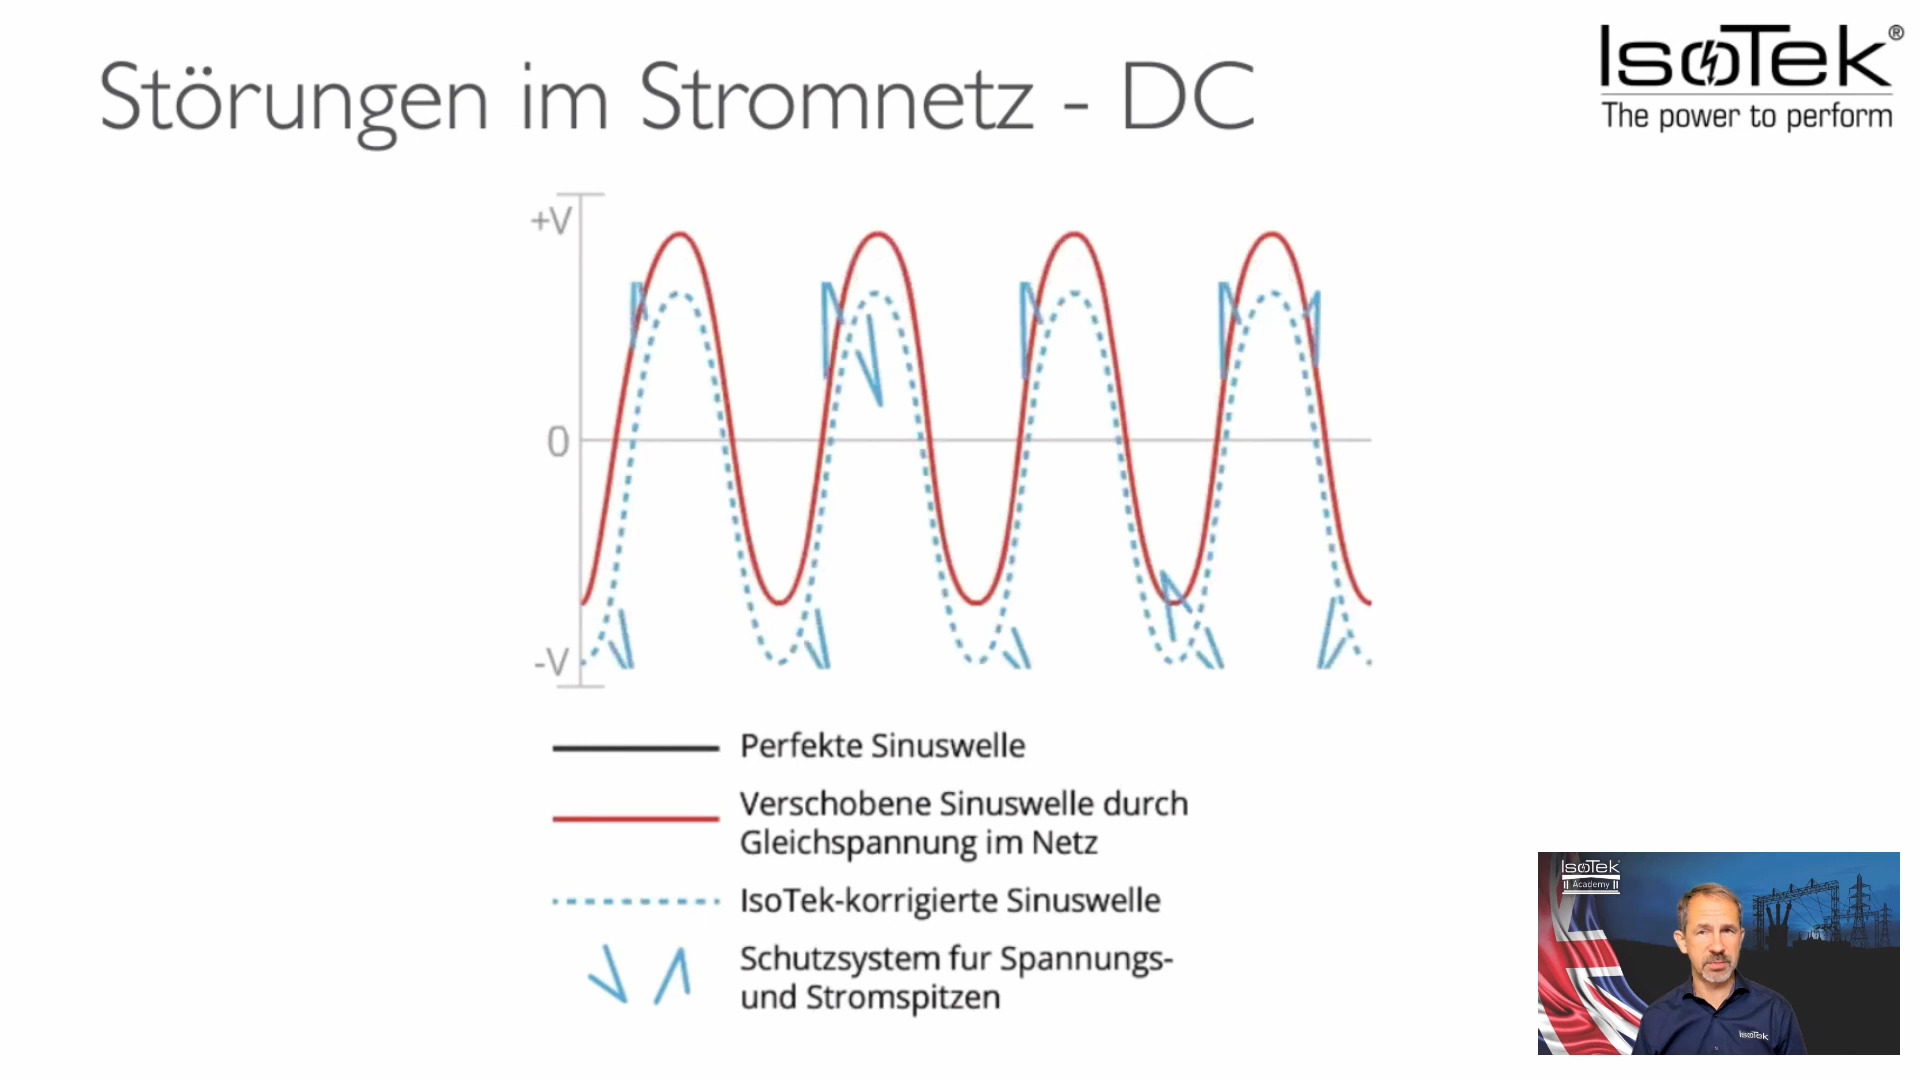 Störungen im Stromnetz - DC
IsoTek®
The power to perform
+V
0
-V
Perfekte Sinuswelle
Verschobene Sinuswelle durch
Gleichspannung im Netz
IsoTek-korrigierte Sinuswelle
Schutzsystem fur Spannungs-
und Stromspitzen
IsoTek
Academy
IsoTek